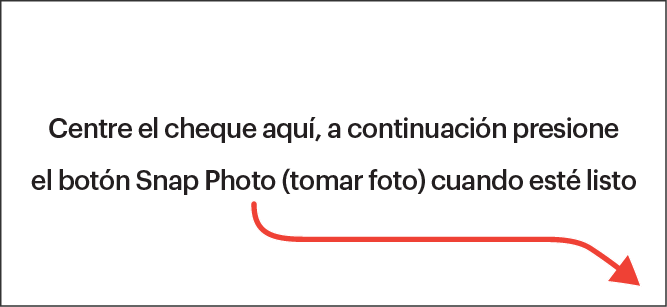 Centre el cheque aquí, a continuación presione
el botón Snap Photo (tomar foto) cuando esté listo